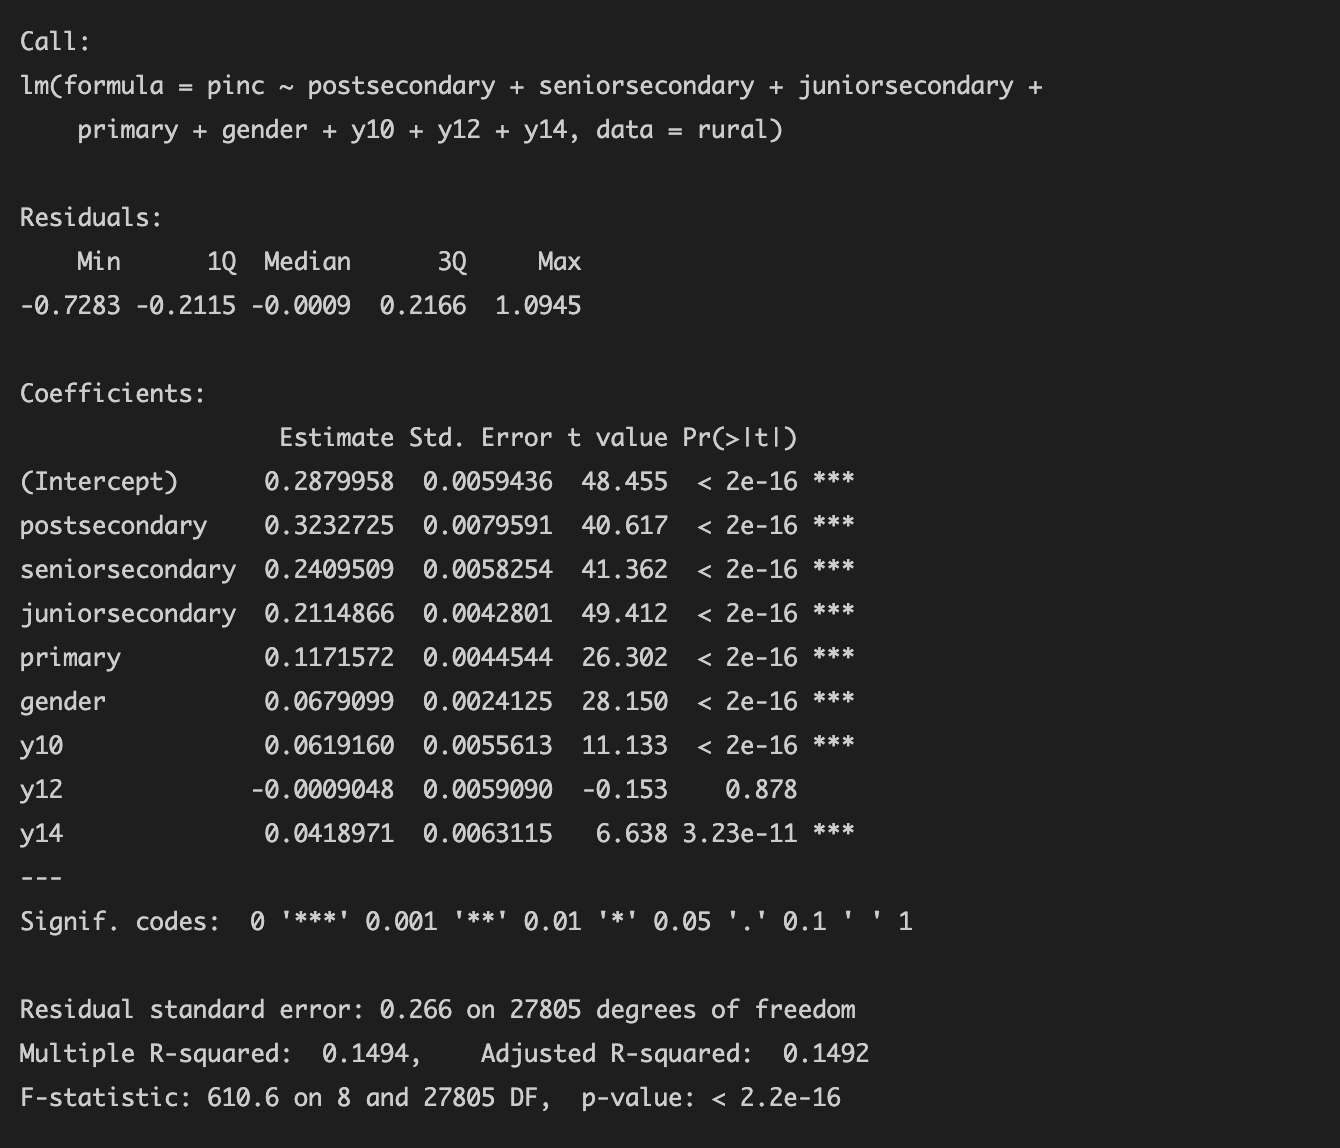 Call:
lm(formula = pinc ~ postsecondary + seniorsecondary + juniorsecondary +
    primary + gender + y10 + y12 + y14, data = rural)

Residuals:
    Min      1Q  Median      3Q     Max
-0.7283 -0.2115 -0.0009  0.2166  1.0945

Coefficients:
                  Estimate Std. Error t value Pr(>|t|)
(Intercept)      0.2879958  0.0059436  48.455  < 2e-16 ***
postsecondary    0.3232725  0.0079591  40.617  < 2e-16 ***
seniorsecondary  0.2409509  0.0058254  41.362  < 2e-16 ***
juniorsecondary  0.2114866  0.0042801  49.412  < 2e-16 ***
primary          0.1171572  0.0044544  26.302  < 2e-16 ***
gender           0.0679099  0.0024125  28.150  < 2e-16 ***
y10              0.0619160  0.0055613  11.133  < 2e-16 ***
y12             -0.0009048  0.0059090  -0.153    0.878
y14              0.0418971  0.0063115   6.638 3.23e-11 ***
---
Signif. codes:  0 '***' 0.001 '**' 0.01 '*' 0.05 '.' 0.1 ' ' 1

Residual standard error: 0.266 on 27805 degrees of freedom
Multiple R-squared:  0.1494,    Adjusted R-squared:  0.1492
F-statistic: 610.6 on 8 and 27805 DF,  p-value: < 2.2e-16